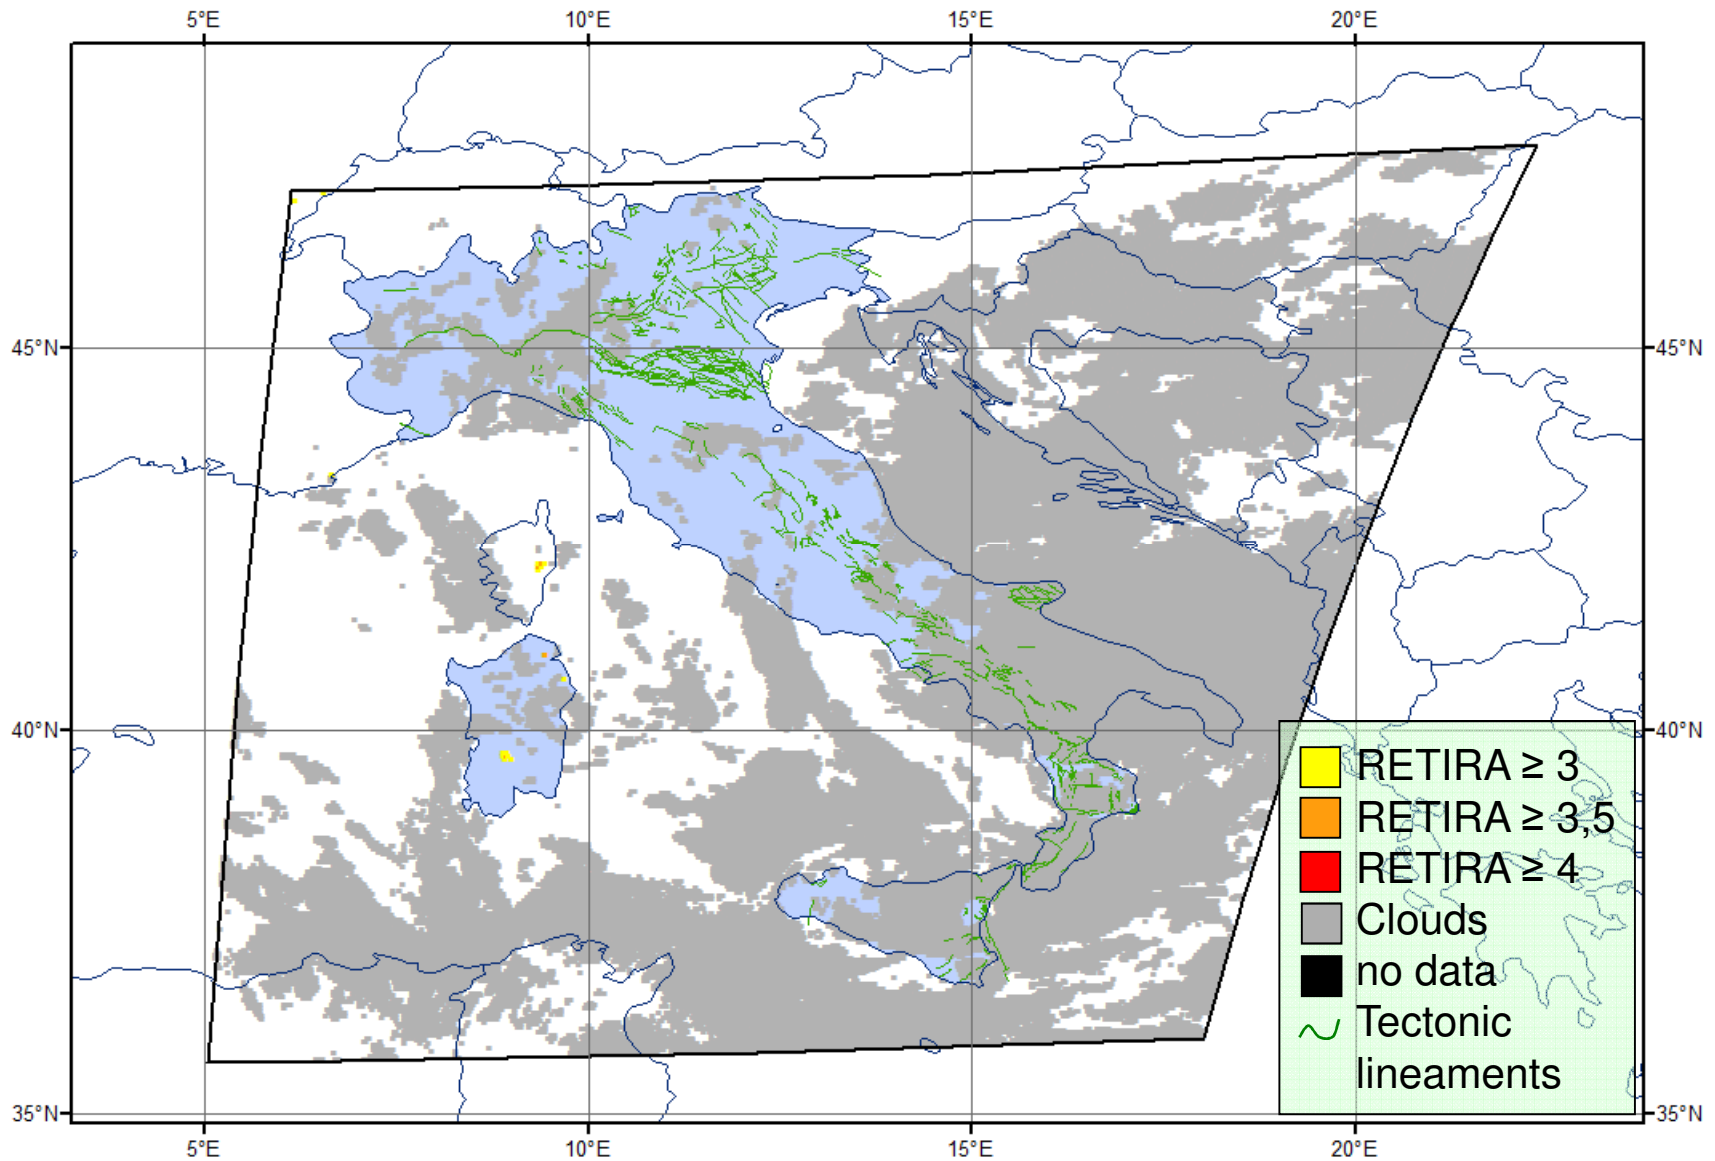 5°E 10°E 15°E 20°E
45°N 45°N
40°N 40°N
RETIRA ≥ 3
RETIRA ≥ 3,5
RETIRA ≥ 4
Clouds
no data
Tectonic
lineaments
35°N 35°N
5°E 10°E 15°E 20°E